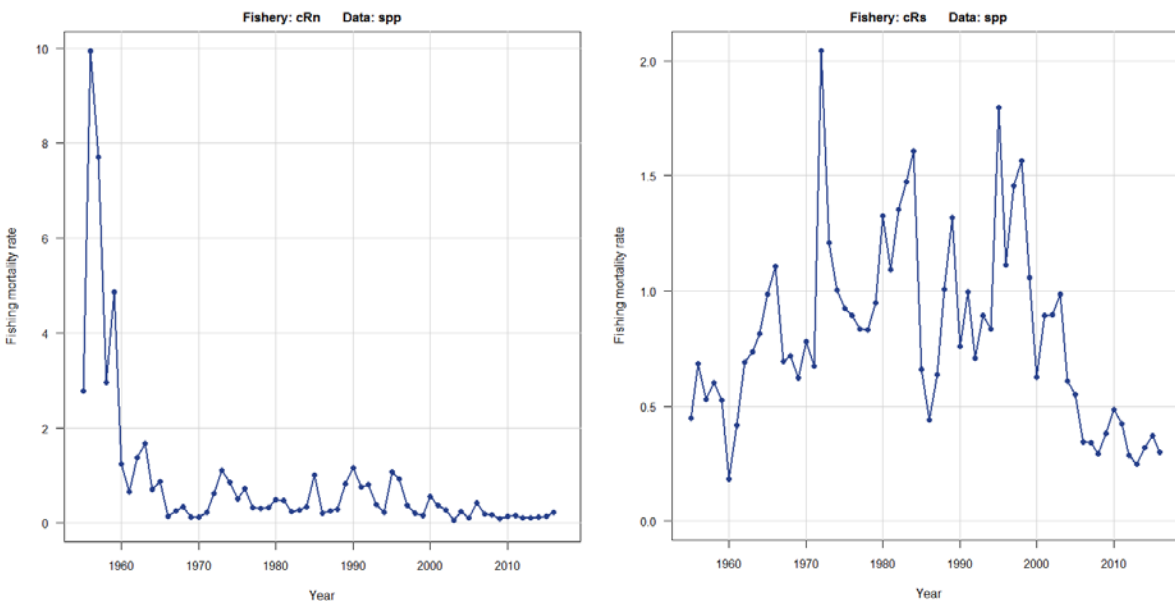 Fishery: cRn Data: spp
10
8
6
4
2
0
Fishing mortality rate
1960 1970 1980 1990 2000 2010
Year
Fishery: cRs Data: spp
2.0
1.5
1.0
0.5
0.0
Fishing mortality rate
1960 1970 1980 1990 2000 2010
Year